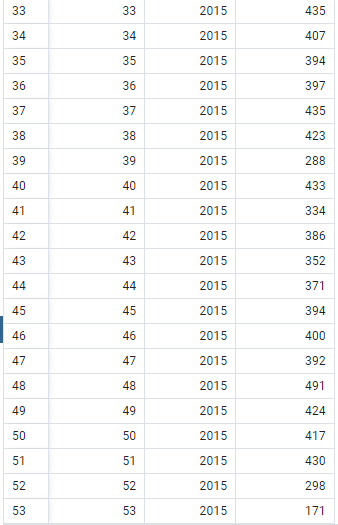 33 33 2015 435
34 34 2015 407
35 35 2015 394
36 36 2015 397
37 37 2015 435
38 38 2015 423
39 39 2015 288
40 40 2015 433
41 41 2015 334
42 42 2015 386
43 43 2015 352
44 44 2015 371
45 45 2015 394
46 46 2015 400
47 47 2015 392
48 48 2015 491
49 49 2015 424
50 50 2015 417
51 51 2015 430
52 52 2015 298
53 53 2015 171